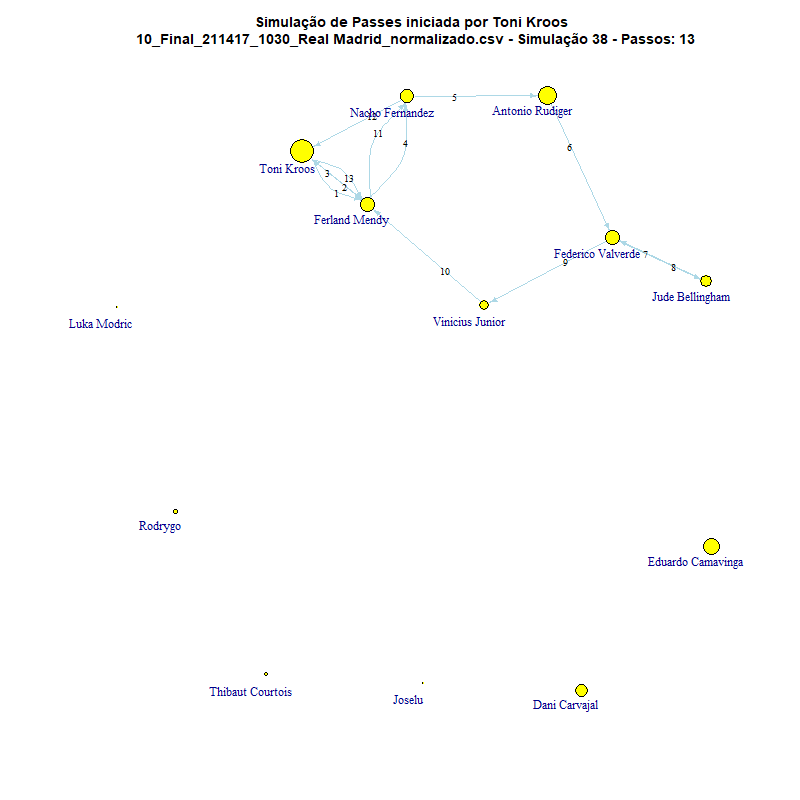 Simulação de Passes iniciada por Toni Kroos
10_Final_211417_1030_Real Madrid_normalizado.csv - Simulação 38 - Passos: 13
5
Nacho Fernandez
Antonio Rudiger
12
11
4
6
Toni Kroos
3
13
2
1
Ferland Mendy
Federico Valverde
7
9
8
10
Jude Bellingham
Vinicius Junior
Luka Modric
Rodrygo
Eduardo Camavinga
Thibaut Courtois
Joselu
Dani Carvajal